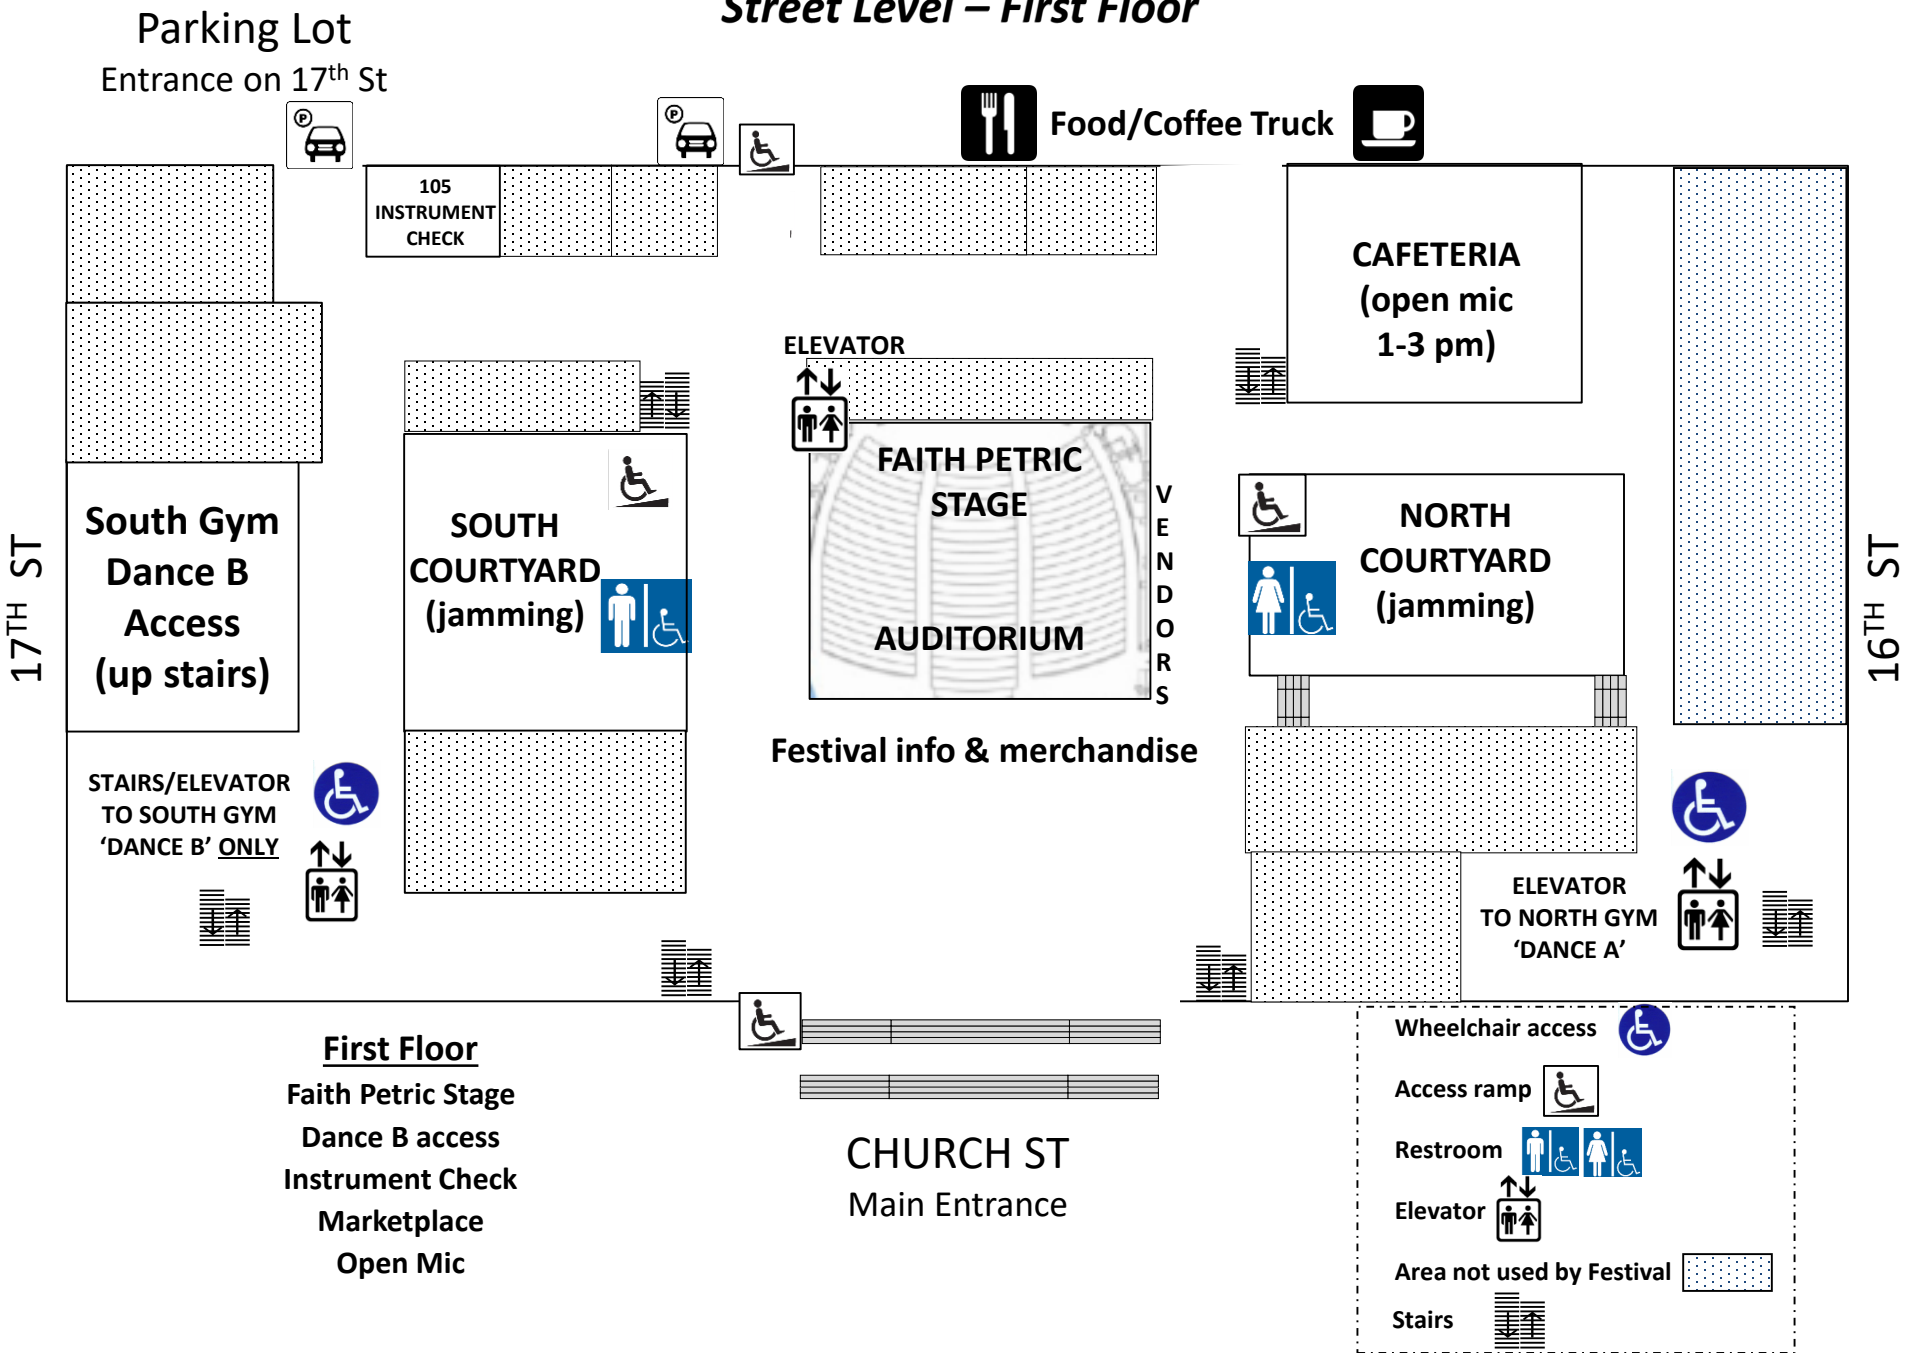 Street Level – First Floor
Parking Lot
Entrance on 17th St
P
P
Food/Coffee Truck
105
INSTRUMENT
CHECK
CAFETERIA
(open mic
1-3 pm)
ELEVATOR
FAITH PETRIC
STAGE
AUDITORIUM
VENDORS
South Gym
Dance B
Access
(up stairs)
SOUTH
COURTYARD
(jamming)
NORTH
COURTYARD
(jamming)
17TH ST
16TH ST
Festival info & merchandise
STAIRS/ELEVATOR
TO SOUTH GYM
‘DANCE B’ ONLY
ELEVATOR
TO NORTH GYM
‘DANCE A’
First Floor
Faith Petric Stage
Dance B access
Instrument Check
Marketplace
Open Mic
CHURCH ST
Main Entrance
Wheelchair access
Access ramp
Restroom
Elevator
Area not used by Festival
Stairs